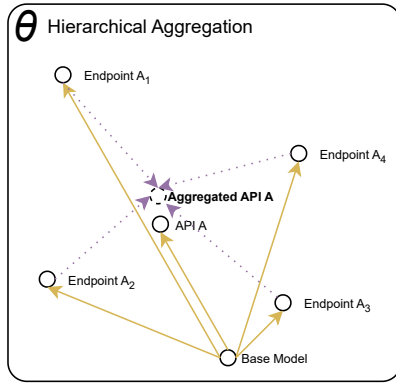 θ Hierarchical Aggregation
Endpoint A1
Endpoint A4
Aggregated API A
API A
Endpoint A2
Endpoint A3
Base Model